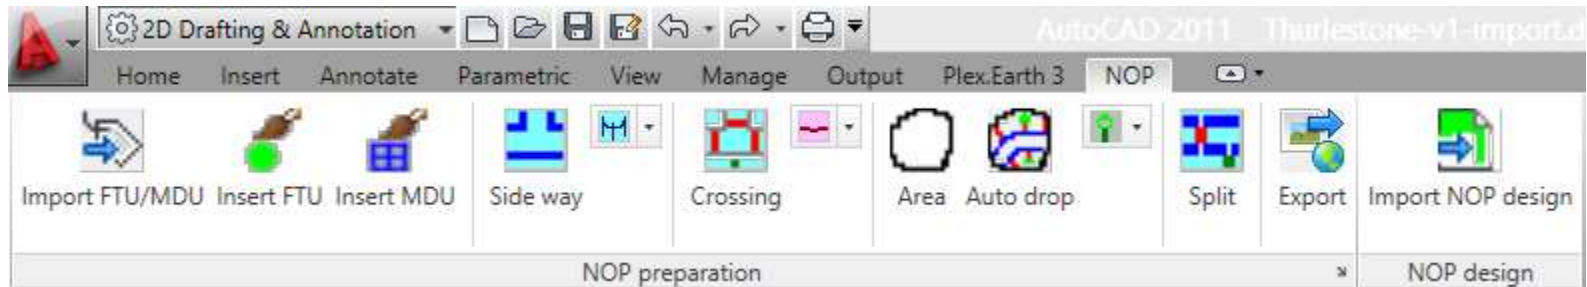 2D Drafting & Annotation AutoCAD 2011 Thurlestone-v1-import.d
Home Insert Annotate Parametric View Manage Output Plex.Earth 3 NOP
Import FTU/MDU Insert FTU Insert MDU Side way Crossing Area Auto drop Split Export Import NOP design
NOP preparation NOP design